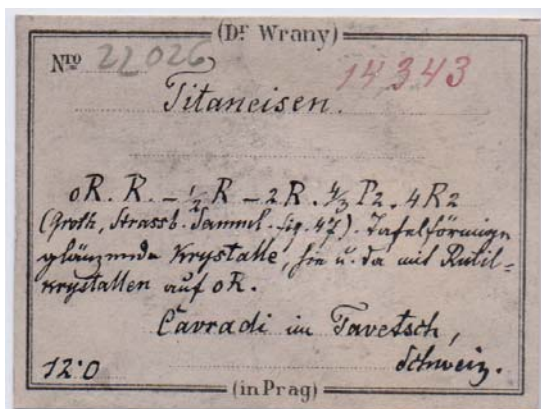 (Dr Wrany)
Nro 22026
14343
Titaneisen.
oR. R. – ½R – 2R. 4/3 P2. 4R2
(Groth, Strassb. Samml. fig. 47). Tafelförmige
glänzende Krystalle, hie u. da mit Rutil=
krystallen auf oR.
Cavradi im Tavetsch,
Schweiz.
12·0
(in Prag)